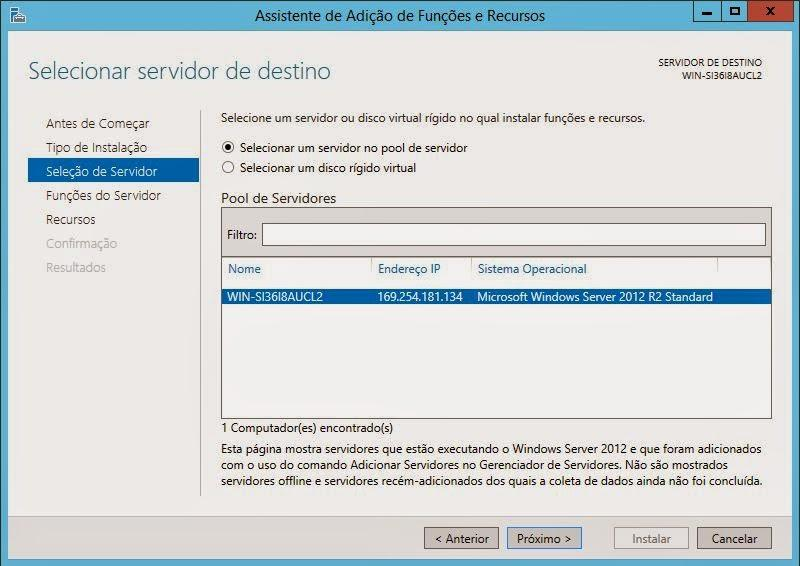 Assistente de Adição de Funções e Recursos
Selecionar servidor de destino
SERVIDOR DE DESTINO
WIN-SI36I8AUCL2
Antes de Começar
Tipo de Instalação
Seleção de Servidor
Funções do Servidor
Recursos
Confirmação
Resultados
Selecione um servidor ou disco virtual rígido no qual instalar funções e recursos.
Selecionar um servidor no pool de servidor
Selecionar um disco rígido virtual
Pool de Servidores
Filtro:
Nome Endereço IP Sistema Operacional
WIN-SI36I8AUCL2 169.254.181.134 Microsoft Windows Server 2012 R2 Standard
1 Computador(es) encontrado(s)
Esta página mostra servidores que estão executando o Windows Server 2012 e que foram adicionados
com o uso do comando Adicionar Servidores no Gerenciador de Servidores. Não são mostrados
servidores offline e servidores recém-adicionados dos quais a coleta de dados ainda não foi concluída.
< Anterior Próximo > Instalar Cancelar